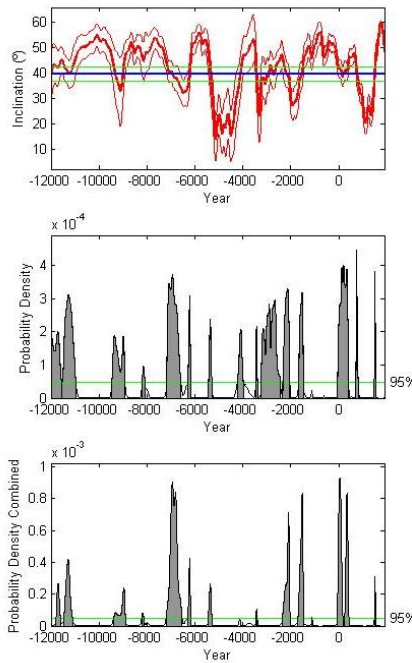 60
50
40
30
20
10
Inclination (º)
-12000 -10000 -8000 -6000 -4000 -2000 0
Year
x 10-4
4
3
2
1
0
Probability Density
95%
-12000 -10000 -8000 -6000 -4000 -2000 0
Year
x 10-3
1
0.8
0.6
0.4
0.2
0
Probability Density Combined
95%
-12000 -10000 -8000 -6000 -4000 -2000 0
Year